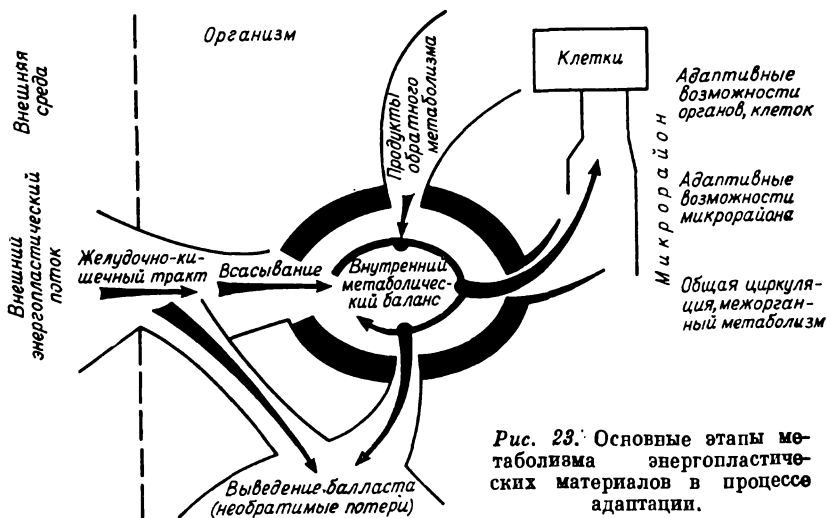 Организм
Внешняя
среда
Внешний
энергопластический
поток
Желудочно-ки-
шечный тракт
Всасывание
Продукты
обратного
метаболизма
Внутренний
метаболичес-
кий баланс
Клетки
Микрорайон
Адаптивные
возможности
органов, клеток
Адаптивные
возможности
микрорайона
Общая циркуля-
ция, межорган-
ный метаболизм
Выведение балласта
(необратимые потери)
Рис. 23. Основные этапы ме-
таболизма энергопластиче-
ских материалов в процессе
адаптации.